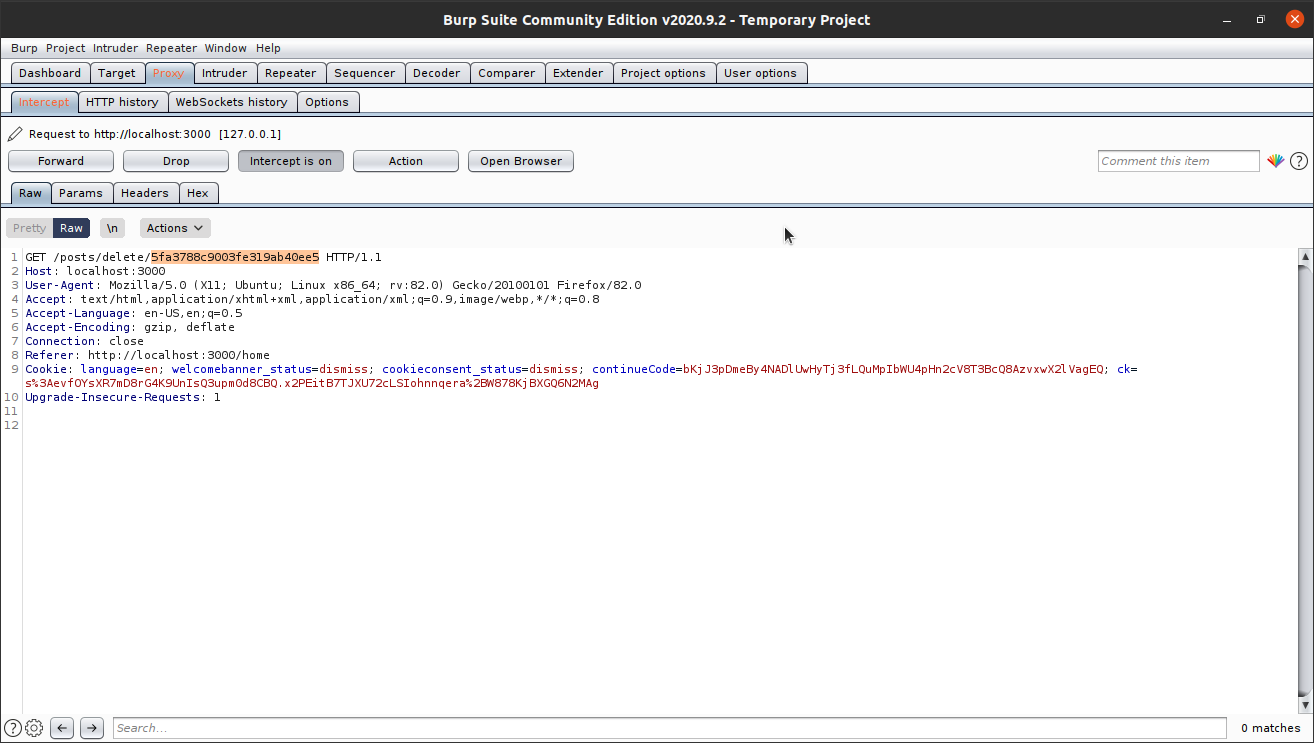 Burp Suite Community Edition v2020.9.2 - Temporary Project
Burp Project Intruder Repeater Window Help
Dashboard Target Proxy Intruder Repeater Sequencer Decoder Comparer Extender Project options User options
Intercept HTTP history WebSockets history Options
Request to http://localhost:3000 [127.0.0.1]
Forward Drop Intercept is on Action Open Browser Comment this item ?
Raw Params Headers Hex
Pretty Raw \n Actions
1 GET /posts/delete/5fa3788c9003fe319ab40ee5 HTTP/1.1
2 Host: localhost:3000
3 User-Agent: Mozilla/5.0 (X11; Ubuntu; Linux x86_64; rv:82.0) Gecko/20100101 Firefox/82.0
4 Accept: text/html,application/xhtml+xml,application/xml;q=0.9,image/webp,*/*;q=0.8
5 Accept-Language: en-US,en;q=0.5
6 Accept-Encoding: gzip, deflate
7 Connection: close
8 Referer: http://localhost:3000/home
9 Cookie: language=en; welcomebanner_status=dismiss; cookieconsent_status=dismiss; continueCode=bKjJ3pDmeBy4NADlUwHyTj3fLQuMpIbWU4pHn2cV8T3BcQ8AzvxwX2lVagEQ; ck=
s%3AevfOYsXR7mD8rG4K9UnIsQ3upm0d8CBQ.x2PEitB7TJXU72cLSIohnnqera%2BW878KjBXGQ6N2MAg
10 Upgrade-Insecure-Requests: 1
11
12
? Search... 0 matches